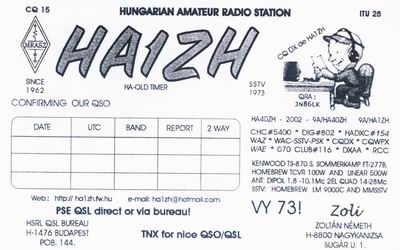 CQ 15 HUNGARIAN AMATEUR RADIO STATION ITU 28
MRASZ
HA1ZH
CQ DX de HA1ZH
SINCE
1962
HA-OLD TIMER
SSTV
1973
QRA:
JN86LK
CONFIRMING OUR QSO
HA40ZH - 2002 - 9A/HA40ZH 9A/HA1ZH
DATE UTC BAND REPORT 2 WAY
CHC#5400 * DIG#802 * HADXC#154
WAZ * WAC-SSTV-PSK * CQDX * CQWPX
WAE * 070 CLUB#116 * DXAA * RCC
KENWOOD TS-870 S, SOMMERKAMP FT-277B,
HOMEBREW TCVR 100W AND LINEAR 500W
ANT. DIPOL 1,8 -10,1Mc 2EL QUAD 14-28Mc
SSTV: HOMEBREW LM 9000C AND MMSSTV
Web: http://ha1zh.fw.hu e-mail: ha1zh@hotmail.com
PSE QSL direct or via bureau!
VY 73! Zoli
HSRL QSL BUREAU
H-1476 BUDAPEST
POB. 144.
TNX for nice QSO/QSL
ZOLTÁN NÉMETH
H-8800 NAGYKANIZSA
SUGÁR U. 1.